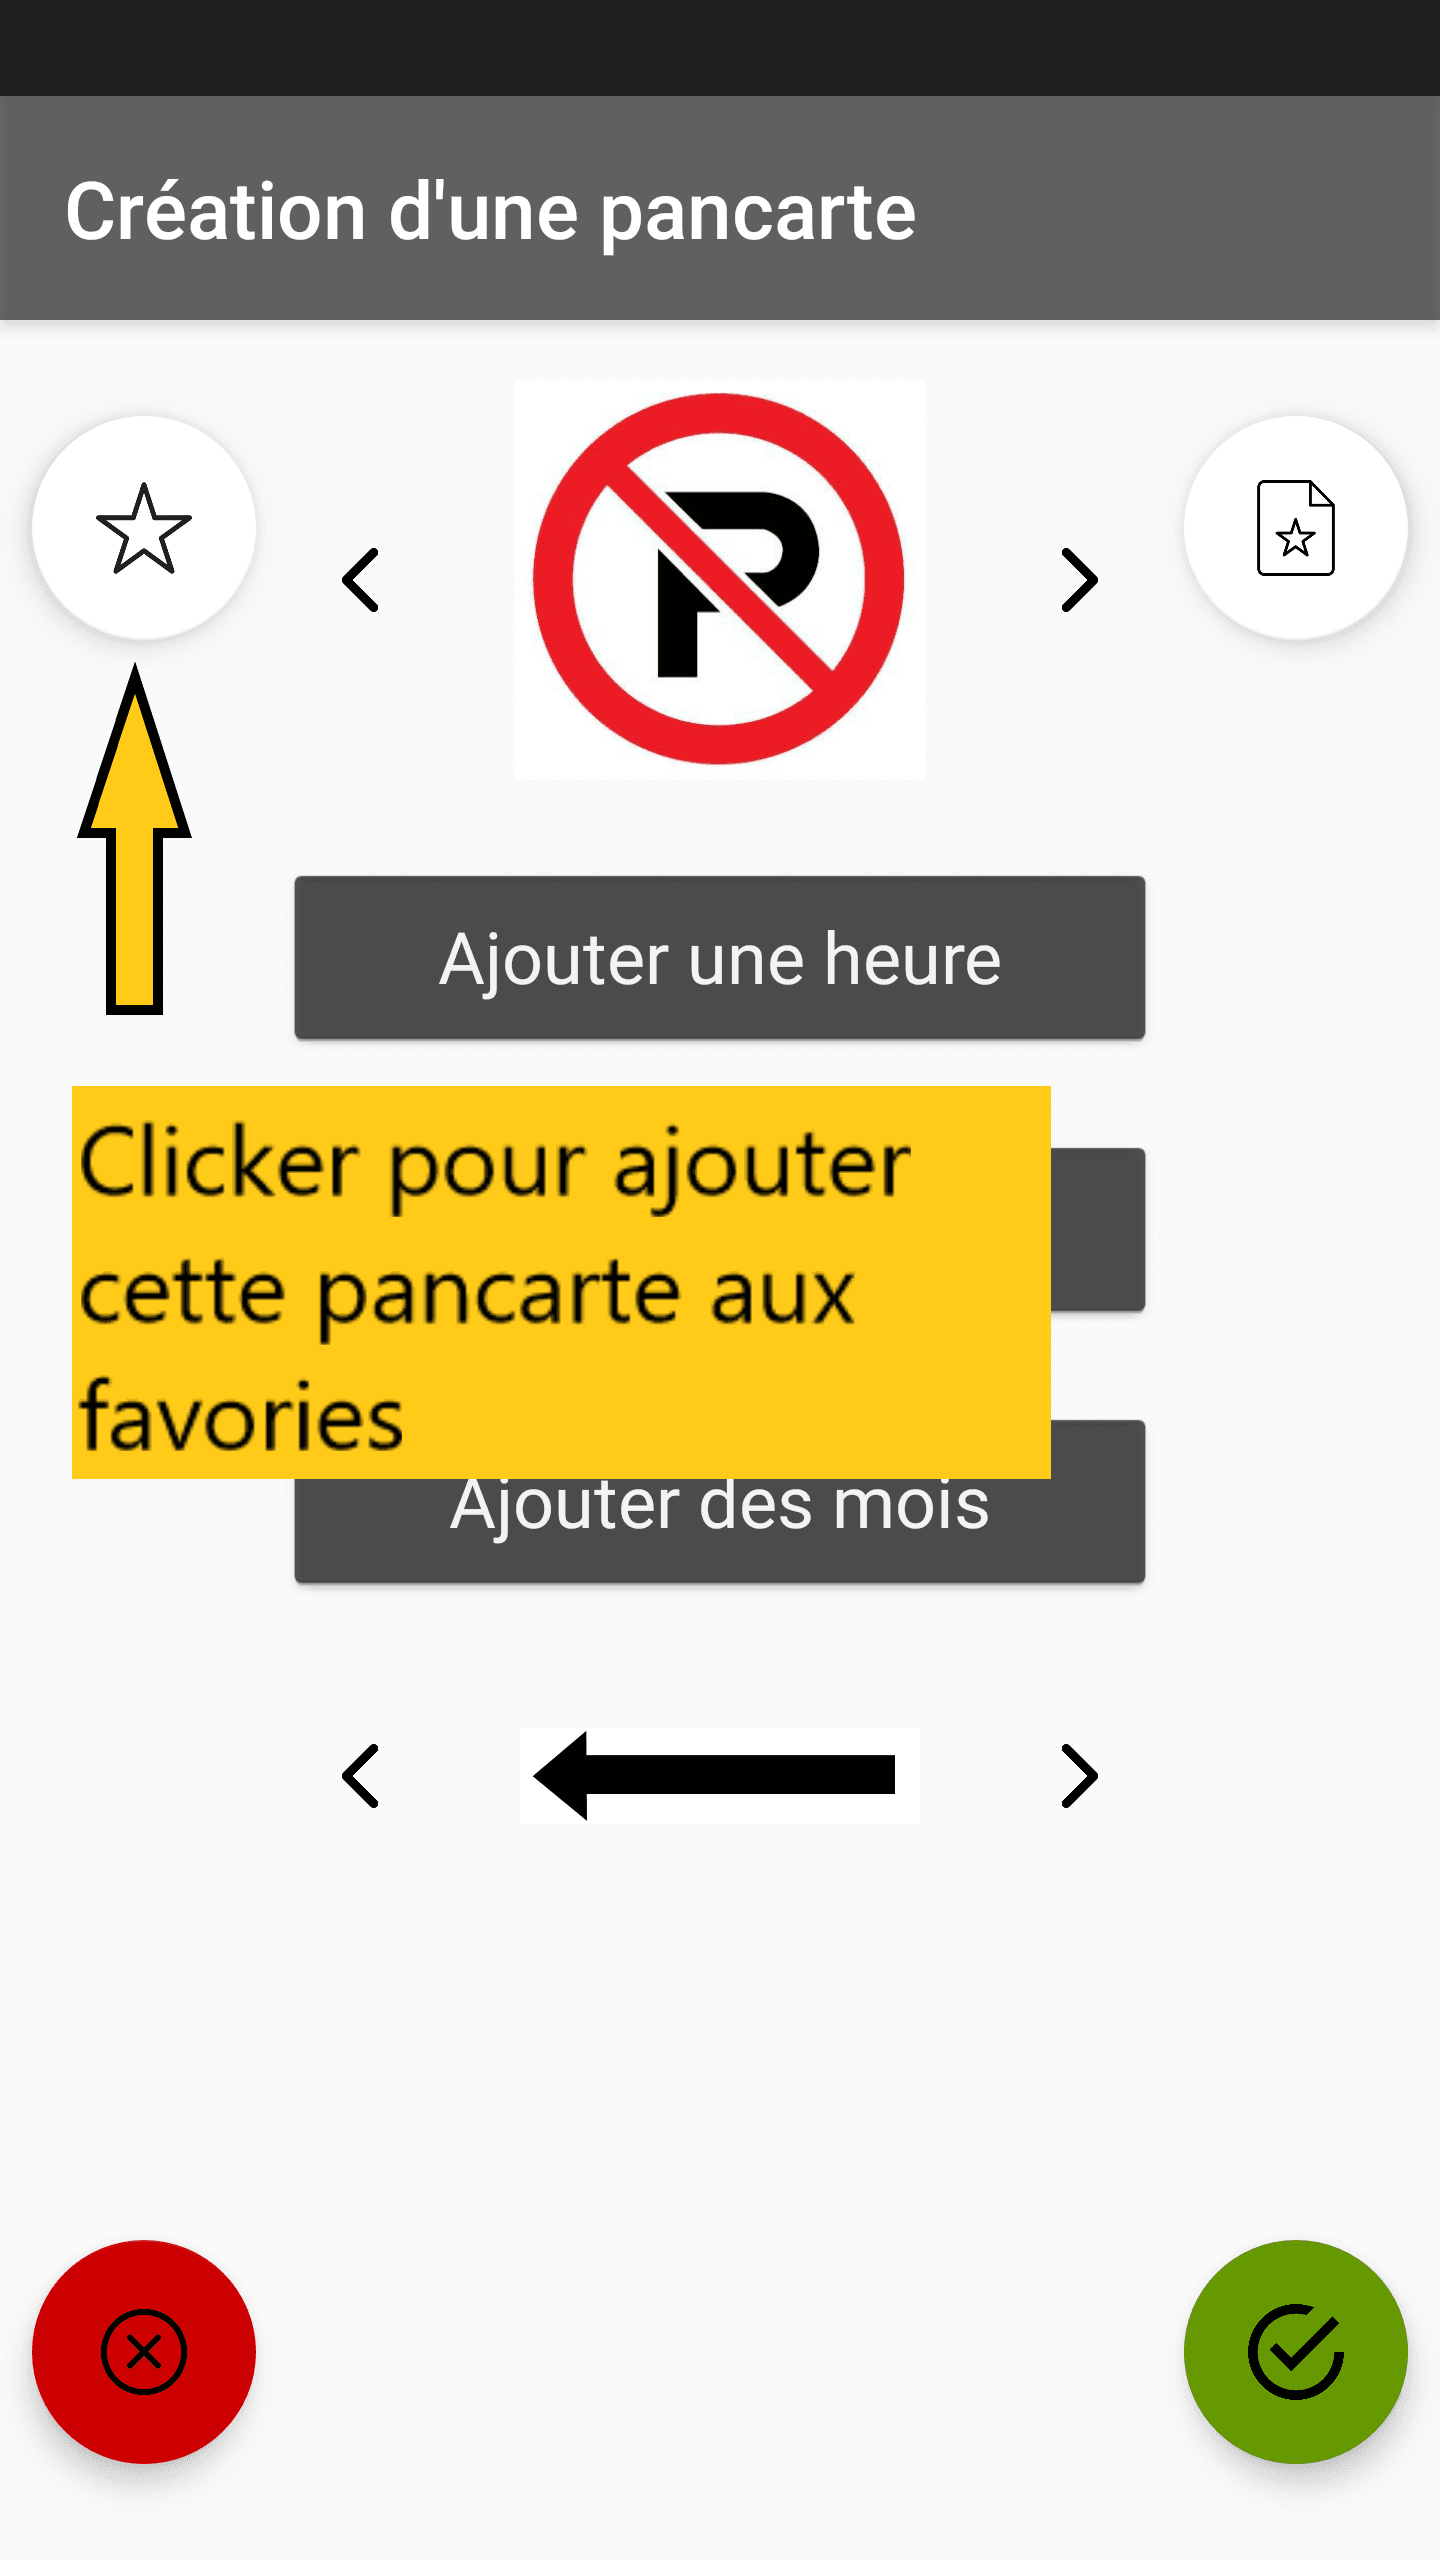 Création d'une pancarte
Ajouter une heure
Clicker pour ajouter
cette pancarte aux
favories
Ajouter des mois